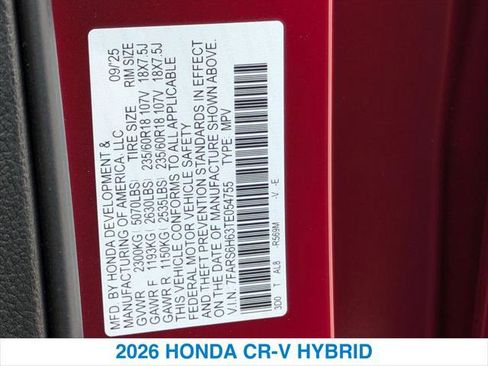 MFD BY HONDA DEVELOPMENT & 09/25
MANUFACTURING OF AMERICA, LLC
TIRE SIZE RIM SIZE
GVWR 2300KG 5070LBS
GAWR F 1193KG 2630LBS 235/60R18 107V 18X7.5J
GAWR R 1150KG 2535LBS 235/60R18 107V 18X7.5J
THIS VEHICLE CONFORMS TO ALL APPLICABLE
FEDERAL MOTOR VEHICLE SAFETY
AND THEFT PREVENTION STANDARDS IN EFFECT
ON THE DATE OF MANUFACTURE SHOWN ABOVE.
V.I.N.: 7FARS6H63TE054755 TYPE: MPV
3D0 T AL8 R569M -V -E
2026 HONDA CR-V HYBRID